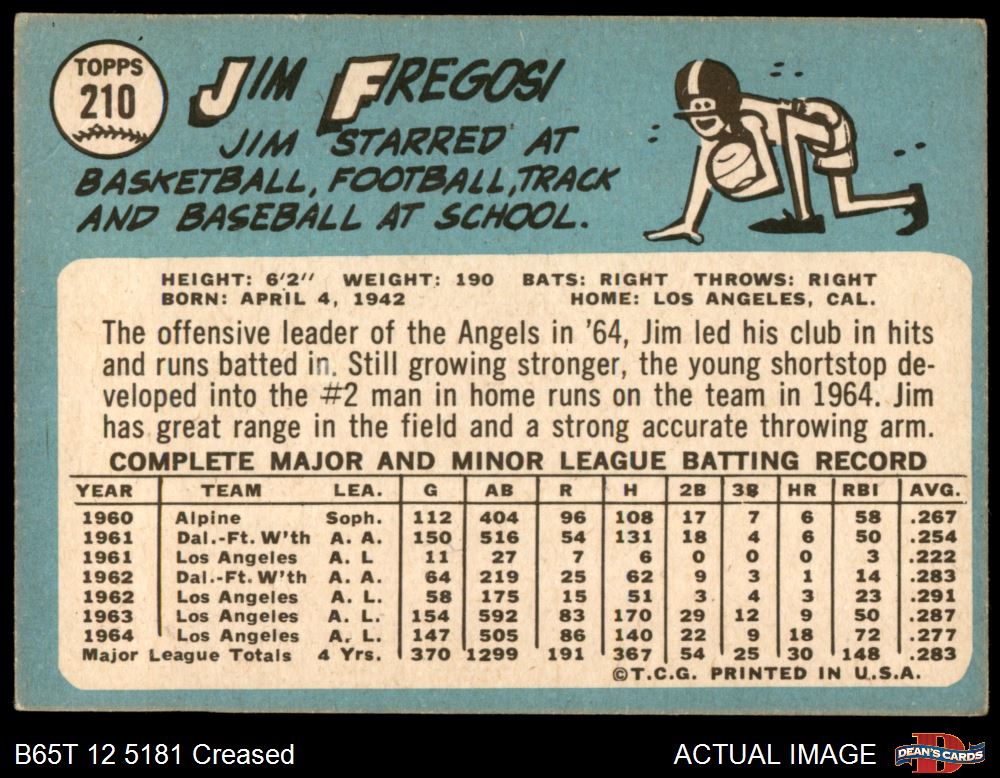 TOPPS
210
JIM FREGOSI
JIM STARRED AT
BASKETBALL, FOOTBALL, TRACK
AND BASEBALL AT SCHOOL.
HEIGHT: 6'2" WEIGHT: 190 BATS: RIGHT THROWS: RIGHT
BORN: APRIL 4, 1942 HOME: LOS ANGELES, CAL.
The offensive leader of the Angels in '64, Jim led his club in hits
and runs batted in. Still growing stronger, the young shortstop de-
veloped into the #2 man in home runs on the team in 1964. Jim
has great range in the field and a strong accurate throwing arm.
COMPLETE MAJOR AND MINOR LEAGUE BATTING RECORD
YEAR TEAM LEA. G AB R H 2B 3B HR RBI AVG.
1960 Alpine Soph. 112 404 96 108 17 7 6 58 .267
1961 Dal.-Ft. W'th A. A. 150 516 54 131 18 4 6 50 .254
1961 Los Angeles A. L 11 27 7 6 0 0 0 3 .222
1962 Dal.-Ft. W'th A. A. 64 219 25 62 9 3 1 14 .283
1962 Los Angeles A. L. 58 175 15 51 3 4 3 23 .291
1963 Los Angeles A. L. 154 592 83 170 29 12 9 50 .287
1964 Los Angeles A. L. 147 505 86 140 22 9 18 72 .277
Major League Totals 4 Yrs. 370 1299 191 367 54 25 30 148 .283
©T.C.G. PRINTED IN U.S.A.
B65T 12 5181 Creased ACTUAL IMAGE
DEAN'S CARDS